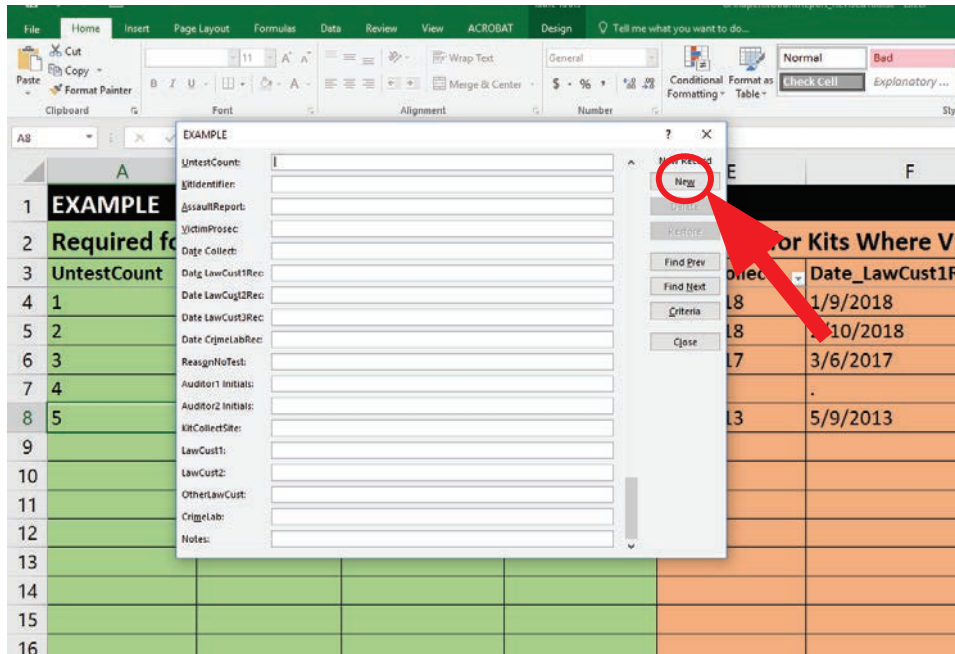 File Home Insert Page Layout Formulas Data Review View ACROBAT Design Tell me what you want to do...
Cut
Copy
Format Painter
Paste
11 A A
B I U A
Wrap Text
Merge & Center
General
$ % ,
Conditional Formatting
Format as Table
Normal Bad
Check Cell Explanatory ...
Clipboard Font Alignment Number Sty
A8
EXAMPLE ? ×
UntestCount:
KitIdentifier:
AssaultReport:
VictimProsec:
Date Collect:
Date LawCust1Rec:
Date LawCust2Rec:
Date LawCust3Rec:
Date CrimeLabRec:
ReasonNoTest:
Auditor1 Initials:
Auditor2 Initials:
KitCollectSite:
LawCust1:
LawCust2:
OtherLawCust:
CrimeLab:
Notes:
New Record
New
Restore
Find Prev
Find Next
Criteria
Close
A E F
1 EXAMPLE
2 Required fo or Kits Where V
3 UntestCount Date_LawCust1R
4 1 18 1/9/2018
5 2 18 /10/2018
6 3 17 3/6/2017
7 4 .
8 5 13 5/9/2013
9
10
11
12
13
14
15
16